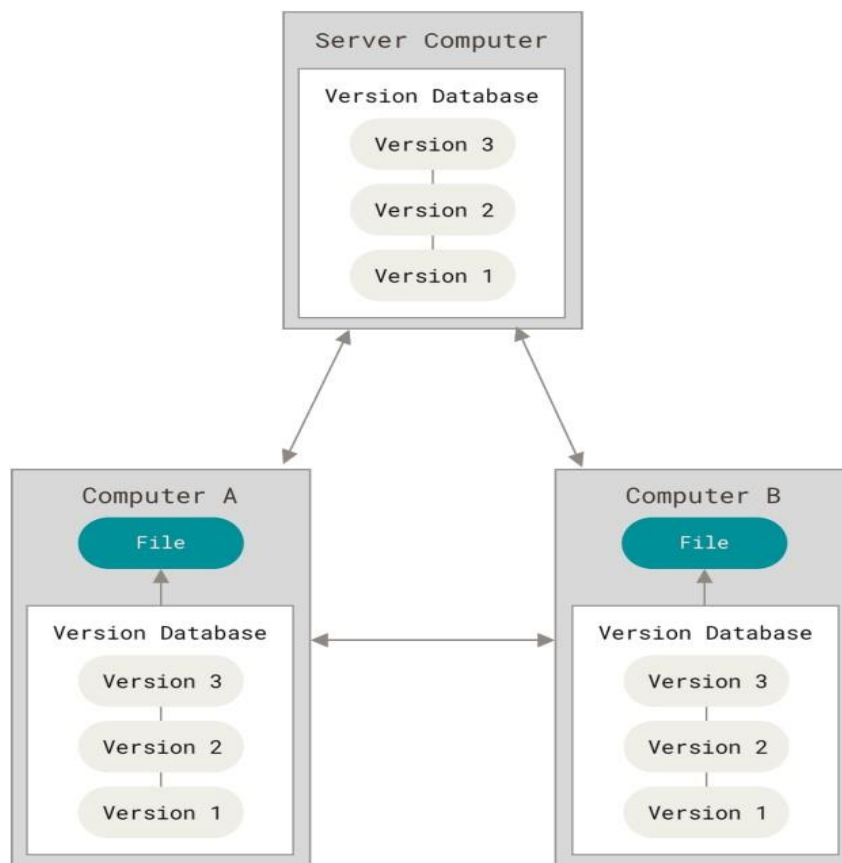 Server Computer
Version Database
Version 3
Version 2
Version 1
Computer A
File
Version Database
Version 3
Version 2
Version 1
Computer B
File
Version Database
Version 3
Version 2
Version 1